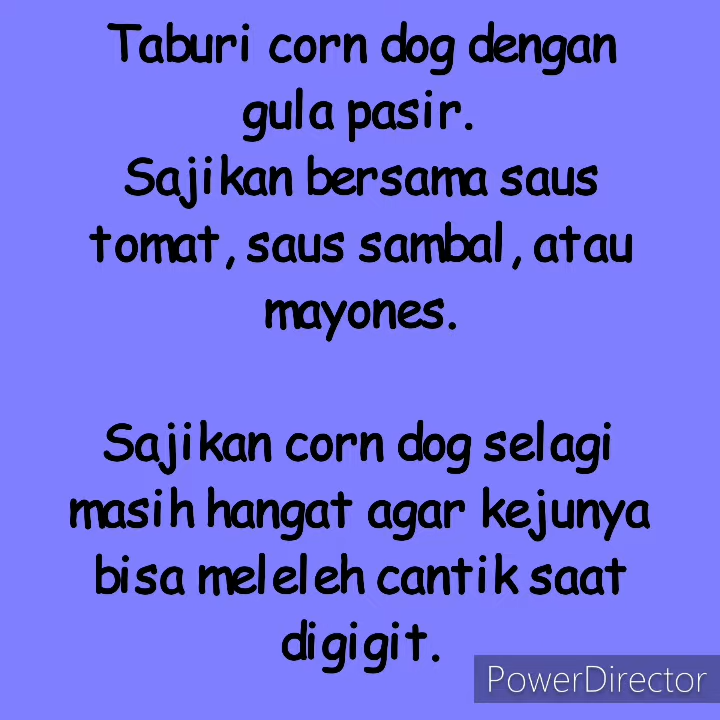 Taburi corn dog dengan
gula pasir.
Sajikan bersama saus
tomat, saus sambal, atau
mayones.
Sajikan corn dog selagi
masih hangat agar kejunya
bisa meleleh cantik saat
digigit.
PowerDirector